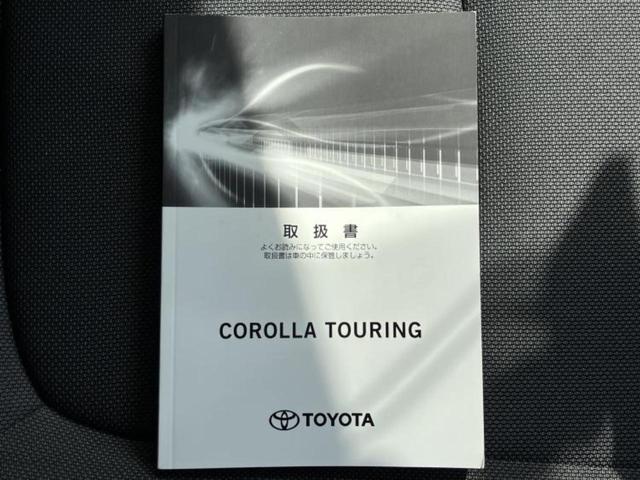 取扱書
よくお読みになってご使用ください。
取扱書は車の中に保管しましょう。
COROLLA TOURING
TOYOTA